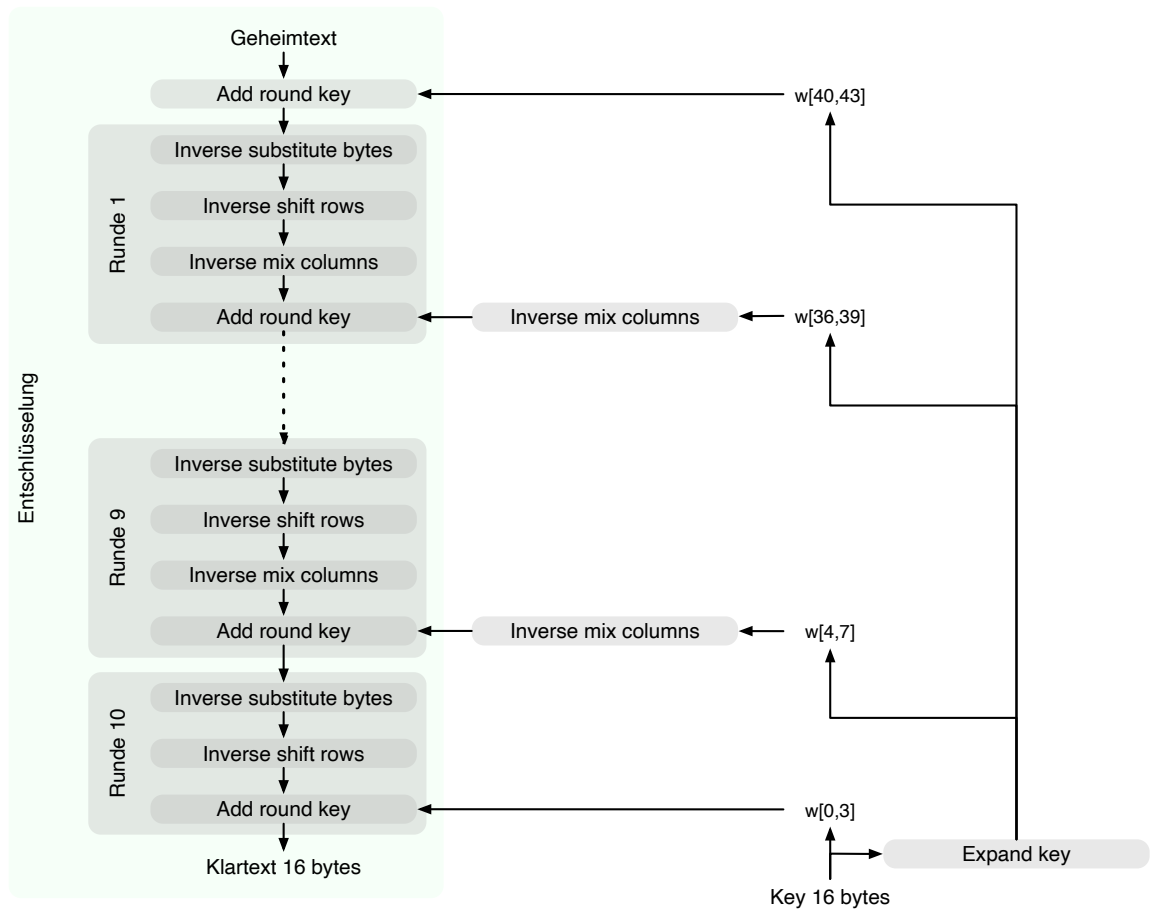 Geheimtext
Add round key
w[40,43]
Entschlüsselung
Runde 1
Inverse substitute bytes
Inverse shift rows
Inverse mix columns
Add round key
Inverse mix columns
w[36,39]
Runde 9
Inverse substitute bytes
Inverse shift rows
Inverse mix columns
Add round key
Inverse mix columns
w[4,7]
Runde 10
Inverse substitute bytes
Inverse shift rows
Add round key
w[0,3]
Klartext 16 bytes
Expand key
Key 16 bytes